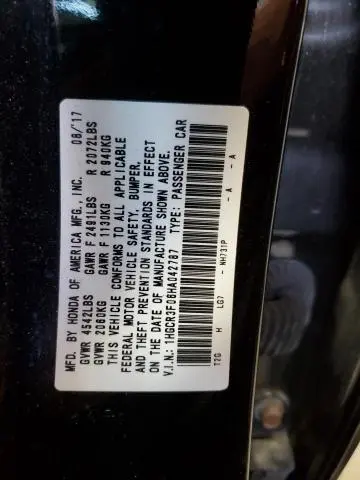 MFD. BY HONDA OF AMERICA MFG., INC. 08/'17
GVWR 4542LBS GAWR F 2481LBS R 2072LBS
GVWR 2060KG GAWR F 1130KG R 940KG
THIS VEHICLE CONFORMS TO ALL APPLICABLE
FEDERAL MOTOR VEHICLE SAFETY, BUMPER,
AND THEFT PREVENTION STANDARDS IN EFFECT
ON THE DATE OF MANUFACTURE SHOWN ABOVE.
V.I.N: 1HGCR3F06HA042787 TYPE: PASSENGER CAR
T2G H LG7 - NH731P - A - A